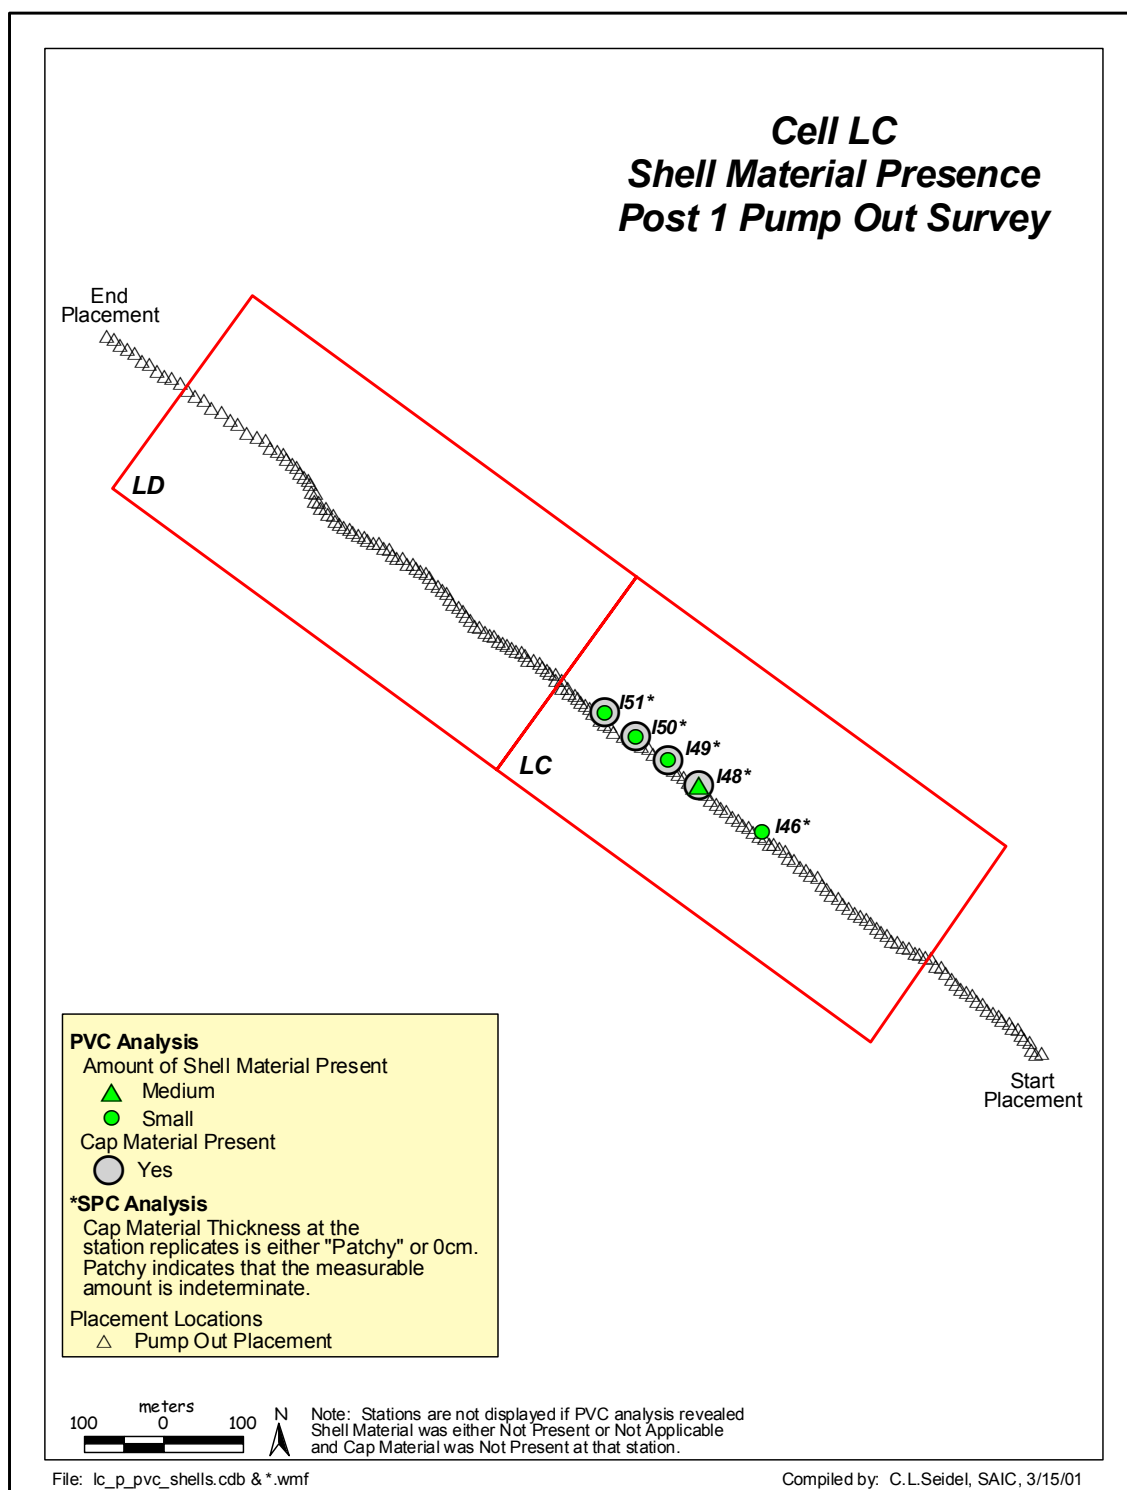 Cell LC
Shell Material Presence
Post 1 Pump Out Survey
End
Placement
LD
I51*
I50*
I49*
LC
I48*
I46*
Start
Placement
PVC Analysis
Amount of Shell Material Present
Medium
Small
Cap Material Present
Yes
*SPC Analysis
Cap Material Thickness at the
station replicates is either "Patchy" or 0cm.
Patchy indicates that the measurable
amount is indeterminate.
Placement Locations
Pump Out Placement
meters
100 0 100
N
Note: Stations are not displayed if PVC analysis revealed
Shell Material was either Not Present or Not Applicable
and Cap Material was Not Present at that station.
File: lc_p_pvc_shells.cdb & *.wmf
Compiled by: C.L.Seidel, SAIC, 3/15/01